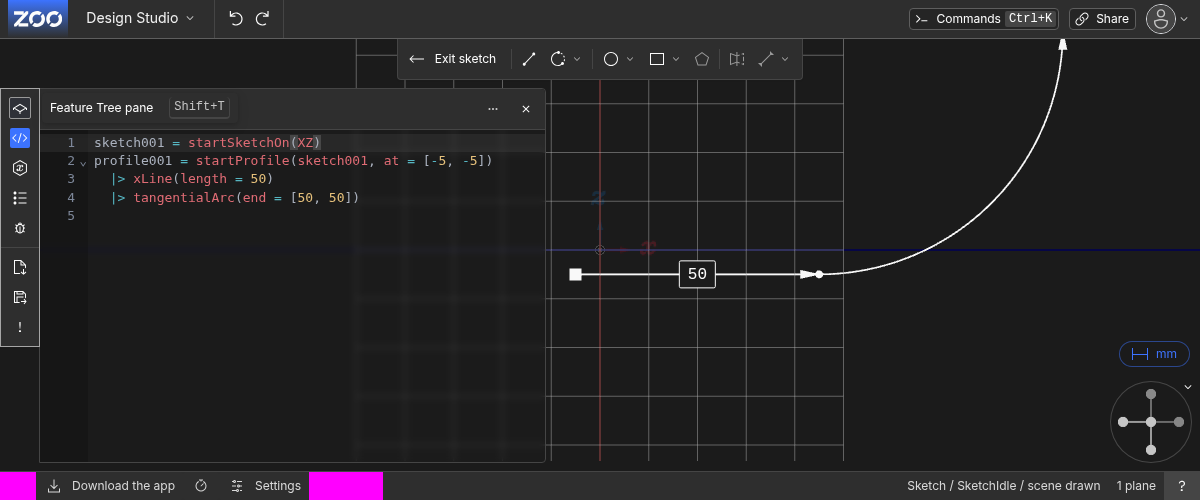 ZOO Design Studio Commands Ctrl+K Share
Exit sketch
Feature Tree pane Shift+T
1 sketch001 = startSketchOn(XZ)
2 profile001 = startProfile(sketch001, at = [-5, -5])
3 |> xLine(length = 50)
4 |> tangentialArc(end = [50, 50])
5
Z
X
50
mm
Download the app Settings Sketch / SketchIdle / scene drawn 1 plane ?